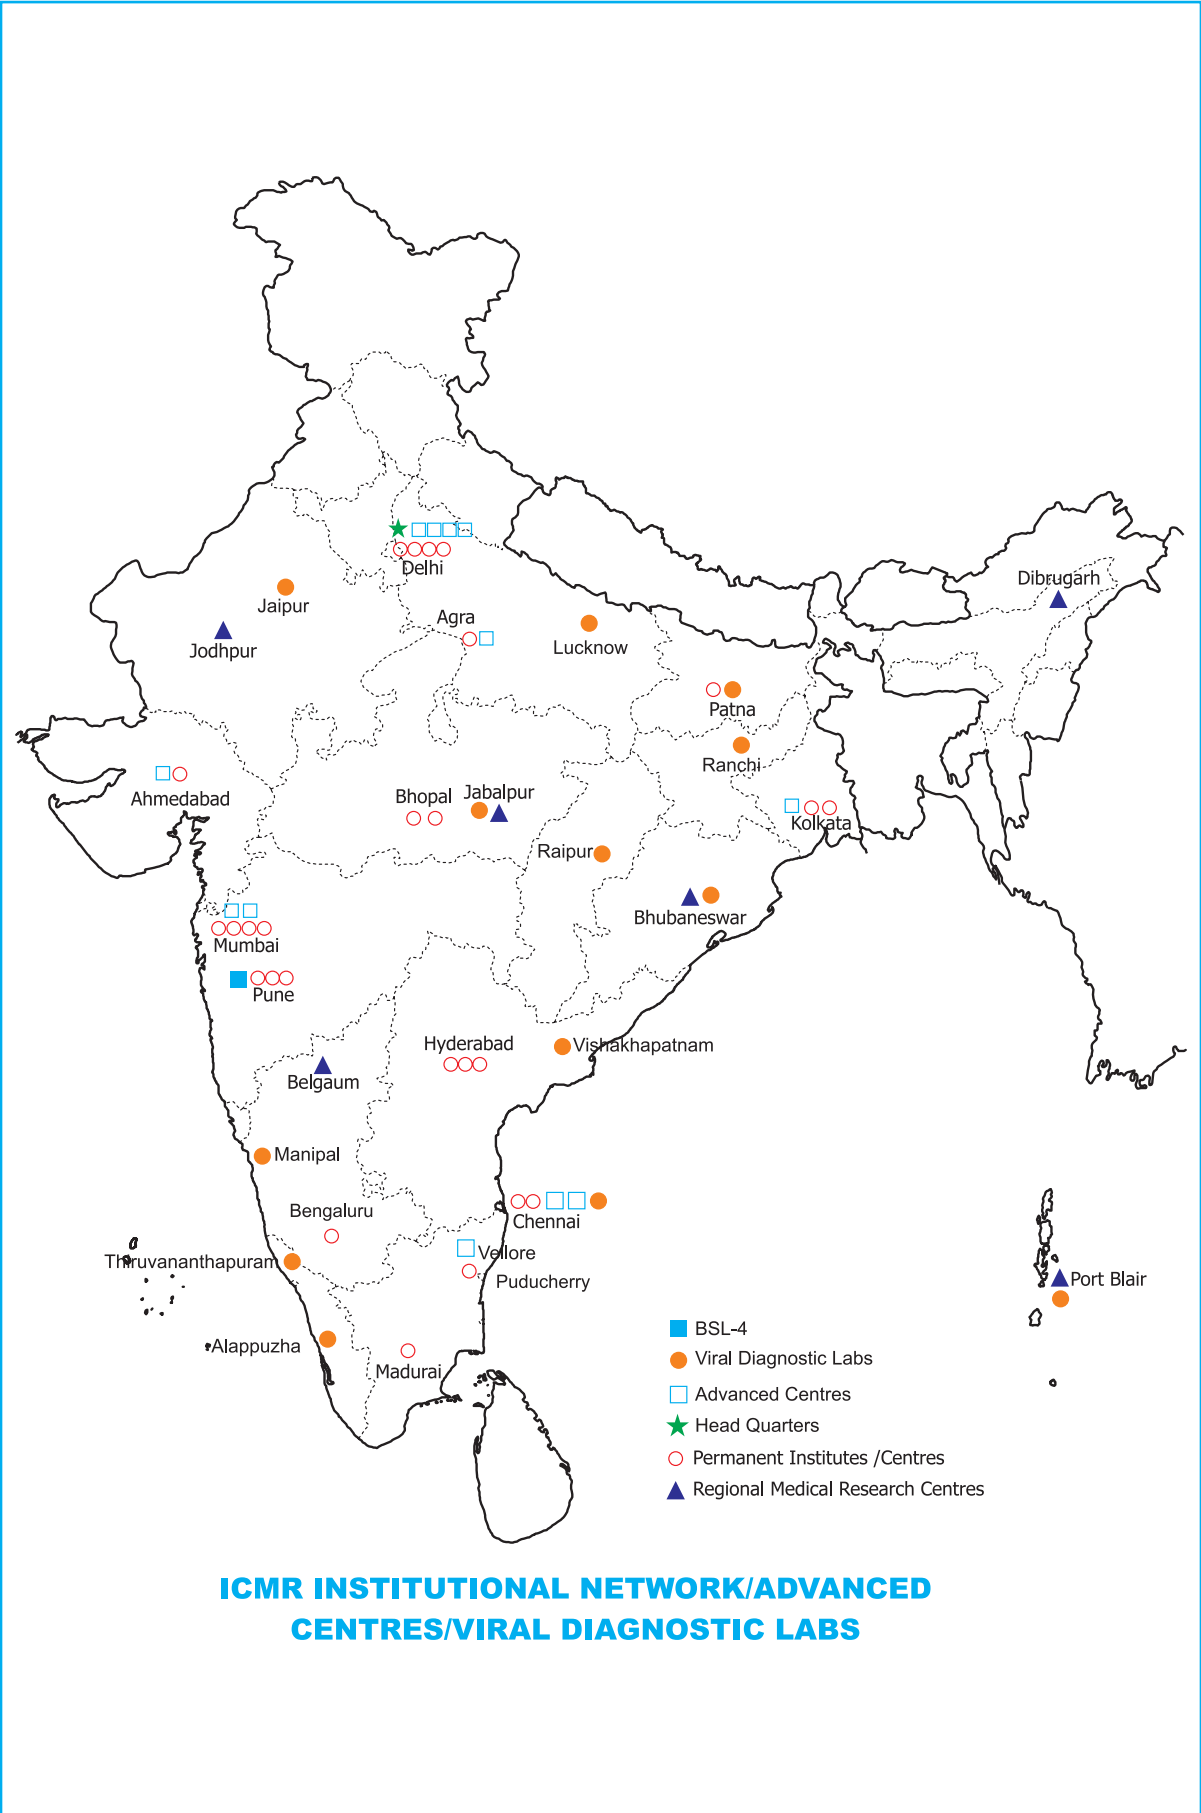 Delhi
Dibrugarh
Jaipur
Agra
Jodhpur
Lucknow
Patna
Ranchi
Ahmedabad
Bhopal
Jabalpur
Kolkata
Raipur
Bhubaneswar
Mumbai
Pune
Hyderabad
Vishakhapatnam
Belgaum
Manipal
Bengaluru
Chennai
Thiruvananthapuram
Vellore
Puducherry
Port Blair
Alappuzha
Madurai
BSL-4
Viral Diagnostic Labs
Advanced Centres
Head Quarters
Permanent Institutes /Centres
Regional Medical Research Centres
ICMR INSTITUTIONAL NETWORK/ADVANCED
CENTRES/VIRAL DIAGNOSTIC LABS